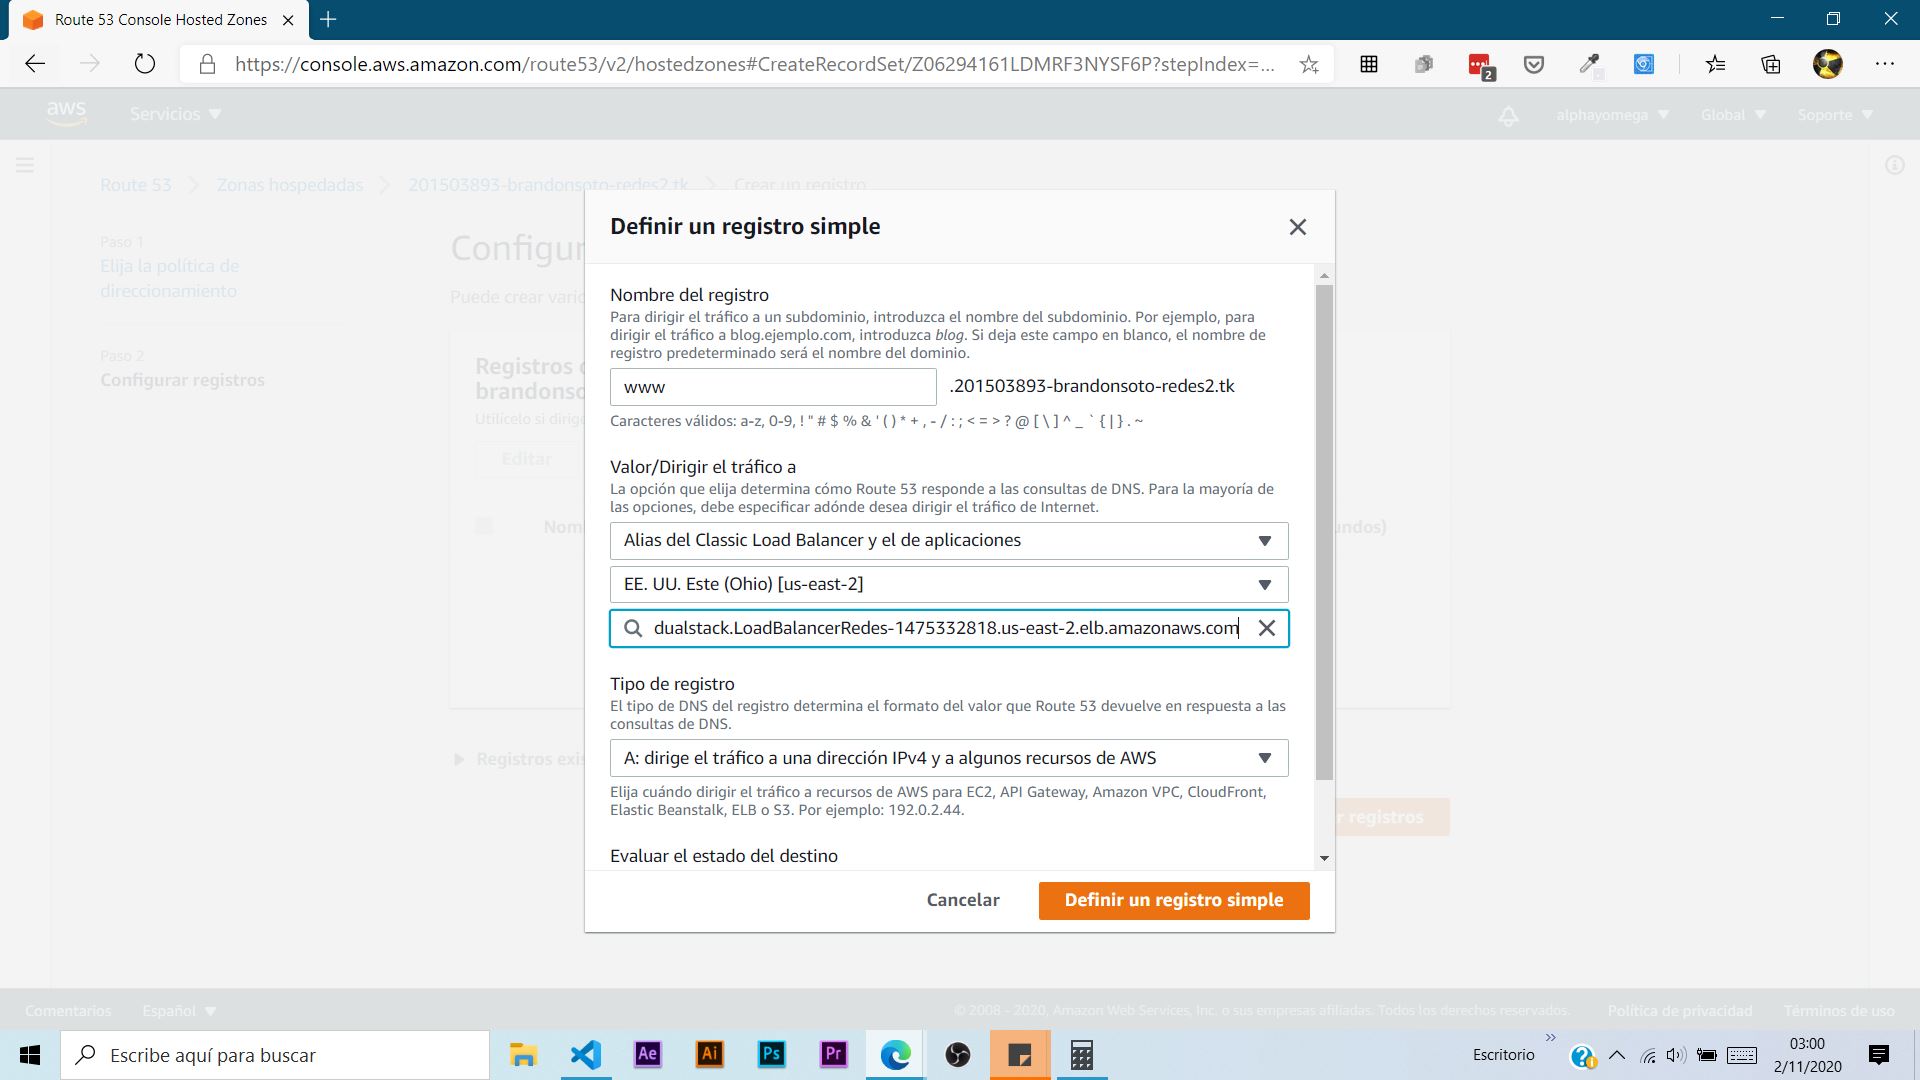 Route 53 Console Hosted Zones
https://console.aws.amazon.com/route53/v2/hostedzones#CreateRecordSet/Z06294161LDMRF3NYSF6P?stepIndex=...
2
aws
Servicios
alphayomega
Global
Soporte
Route 53
Zonas hospedadas
201503893-brandonsoto-redes2.tk
Crear un registro
Paso 1
Elija la política de
direccionamiento
Paso 2
Configurar registros
Configur
Puede crear vario
Registros
brandonso
Utilícelo si dirige
Editar
Nom
undos)
Registros exis
r registros
Definir un registro simple
Nombre del registro
Para dirigir el tráfico a un subdominio, introduzca el nombre del subdominio. Por ejemplo, para
dirigir el tráfico a blog.ejemplo.com, introduzca blog. Si deja este campo en blanco, el nombre de
registro predeterminado será el nombre del dominio.
www
.201503893-brandonsoto-redes2.tk
Caracteres válidos: a-z, 0-9, ! " # $ % & ' ( ) * + , - / : ; < = > ? @ [ \ ] ^ _ ` { | } . ~
Valor/Dirigir el tráfico a
La opción que elija determina cómo Route 53 responde a las consultas de DNS. Para la mayoría de
las opciones, debe especificar adónde desea dirigir el tráfico de Internet.
Alias del Classic Load Balancer y el de aplicaciones
EE. UU. Este (Ohio) [us-east-2]
dualstack.LoadBalancerRedes-1475332818.us-east-2.elb.amazonaws.com
Tipo de registro
El tipo de DNS del registro determina el formato del valor que Route 53 devuelve en respuesta a las
consultas de DNS.
A: dirige el tráfico a una dirección IPv4 y a algunos recursos de AWS
Elija cuándo dirigir el tráfico a recursos de AWS para EC2, API Gateway, Amazon VPC, CloudFront,
Elastic Beanstalk, ELB o S3. Por ejemplo: 192.0.2.44.
Evaluar el estado del destino
Cancelar
Definir un registro simple
Comentarios
Español
© 2008 - 2020, Amazon Web Services, Inc. o sus empresas afiliadas. Todos los derechos reservados.
Política de privacidad
Términos de uso
Escribe aquí para buscar
Ae
Ai
Ps
Pr
Escritorio
03:00
2/11/2020